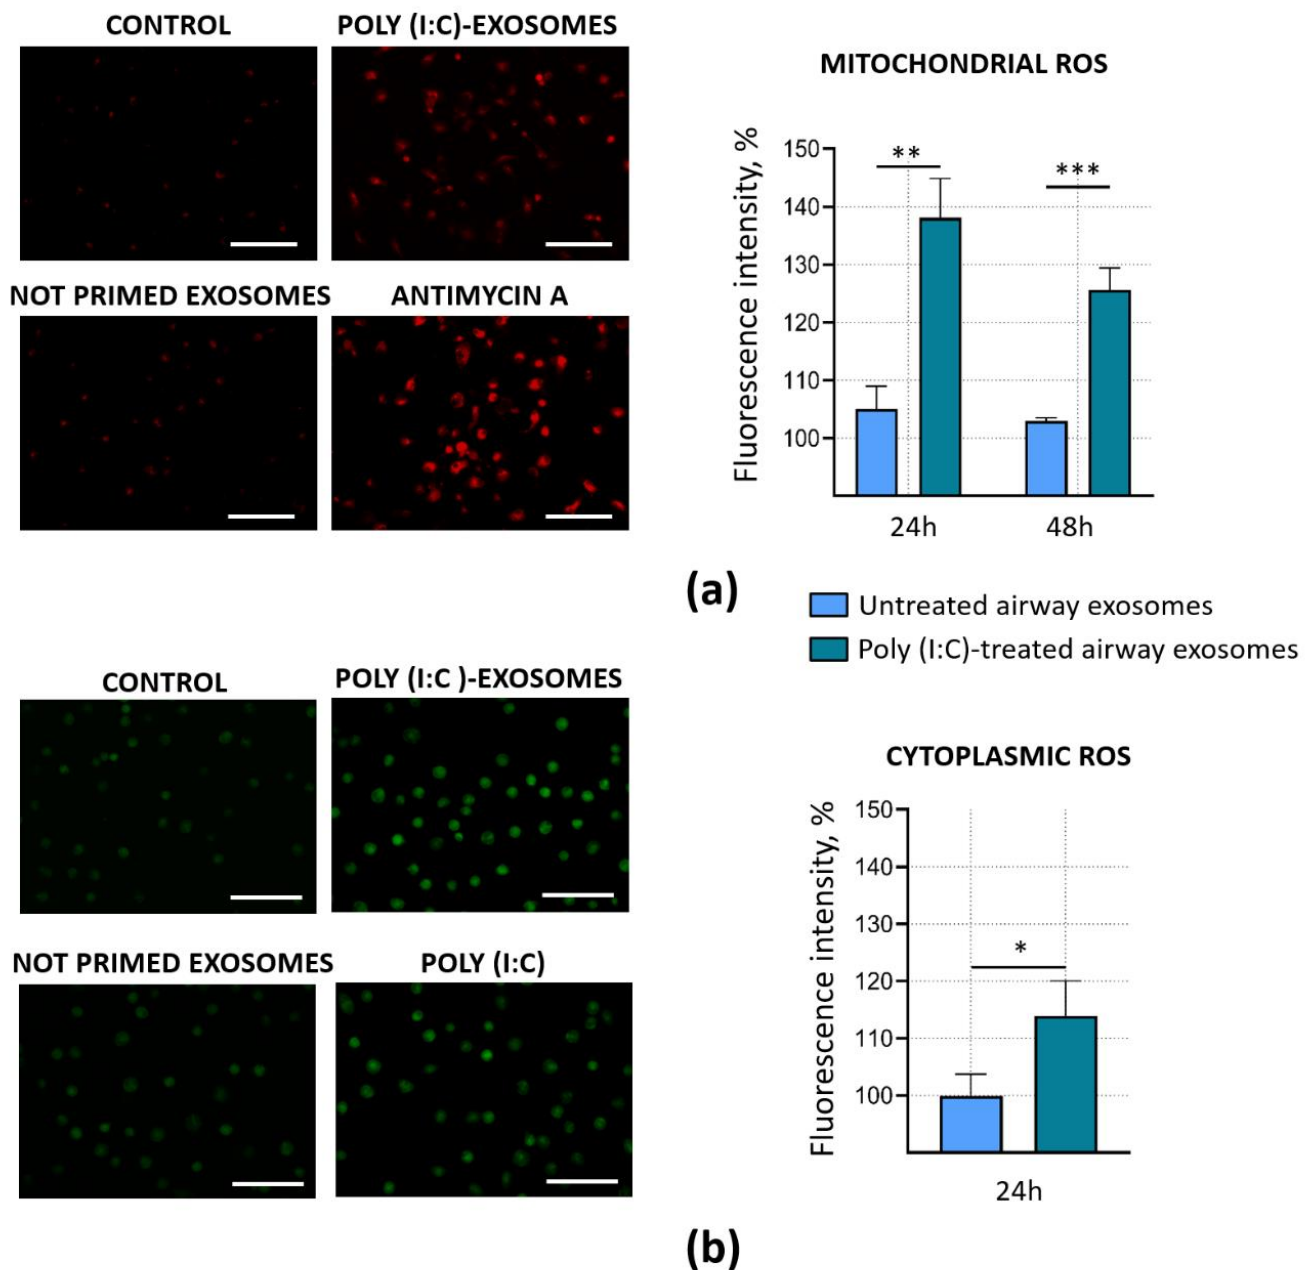 CONTROL
POLY (I:C)-EXOSOMES
NOT PRIMED EXOSOMES
ANTIMYCIN A
MITOCHONDRIAL ROS
Fluorescence intensity, %
150
140
130
120
110
100
**
***
24h
48h
(a)
Untreated airway exosomes
Poly (I:C)-treated airway exosomes
CONTROL
POLY (I:C )-EXOSOMES
NOT PRIMED EXOSOMES
POLY (I:C)
CYTOPLASMIC ROS
Fluorescence intensity, %
150
140
130
120
110
100
*
24h
(b)